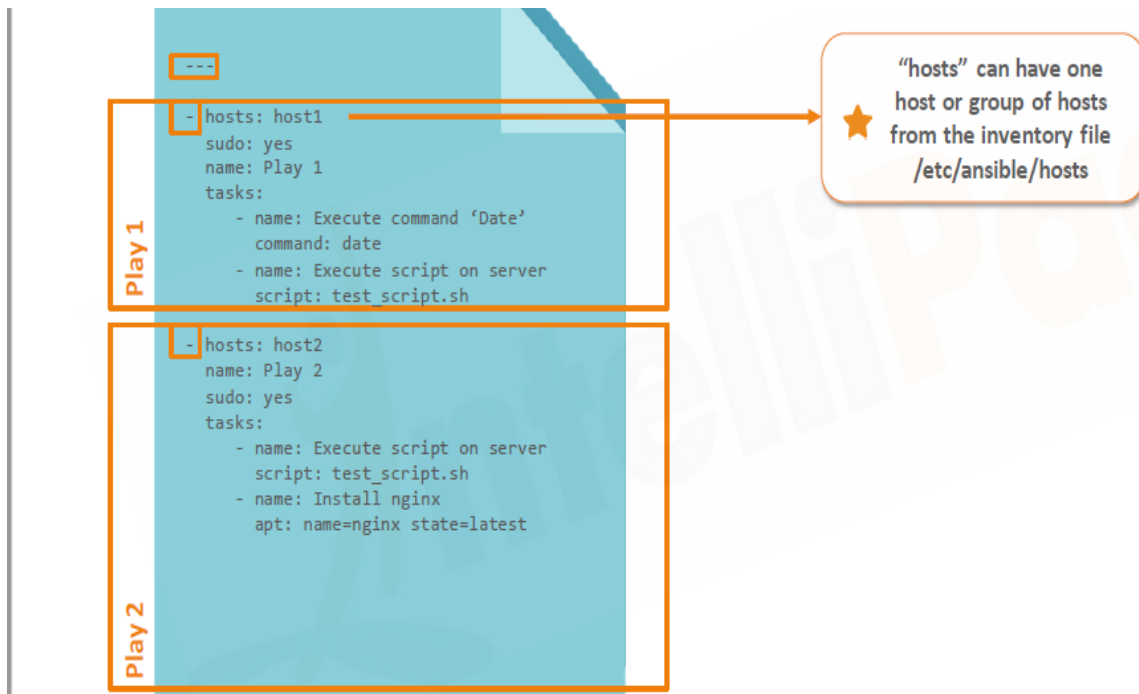 ---
- hosts: host1
sudo: yes
name: Play 1
tasks:
- name: Execute command ‘Date’
command: date
- name: Execute script on server
script: test_script.sh
Play 1
- hosts: host2
name: Play 2
sudo: yes
tasks:
- name: Execute script on server
script: test_script.sh
- name: Install nginx
apt: name=nginx state=latest
Play 2
“hosts” can have one
host or group of hosts
from the inventory file
/etc/ansible/hosts
IntelliPaa